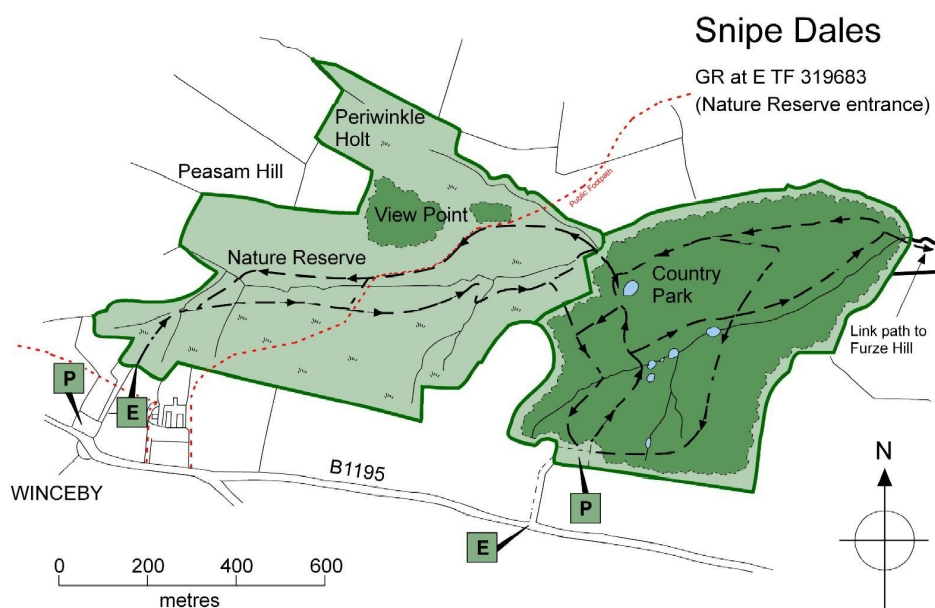 Snipe Dales
GR at E TF 319683
(Nature Reserve entrance)
Periwinkle
Holt
Peasam Hill
Public Footpath
View Point
Nature Reserve
Country
Park
Link path to
Furze Hill
P
E
B1195
WINCEBY
P
E
N
0 200 400 600
metres